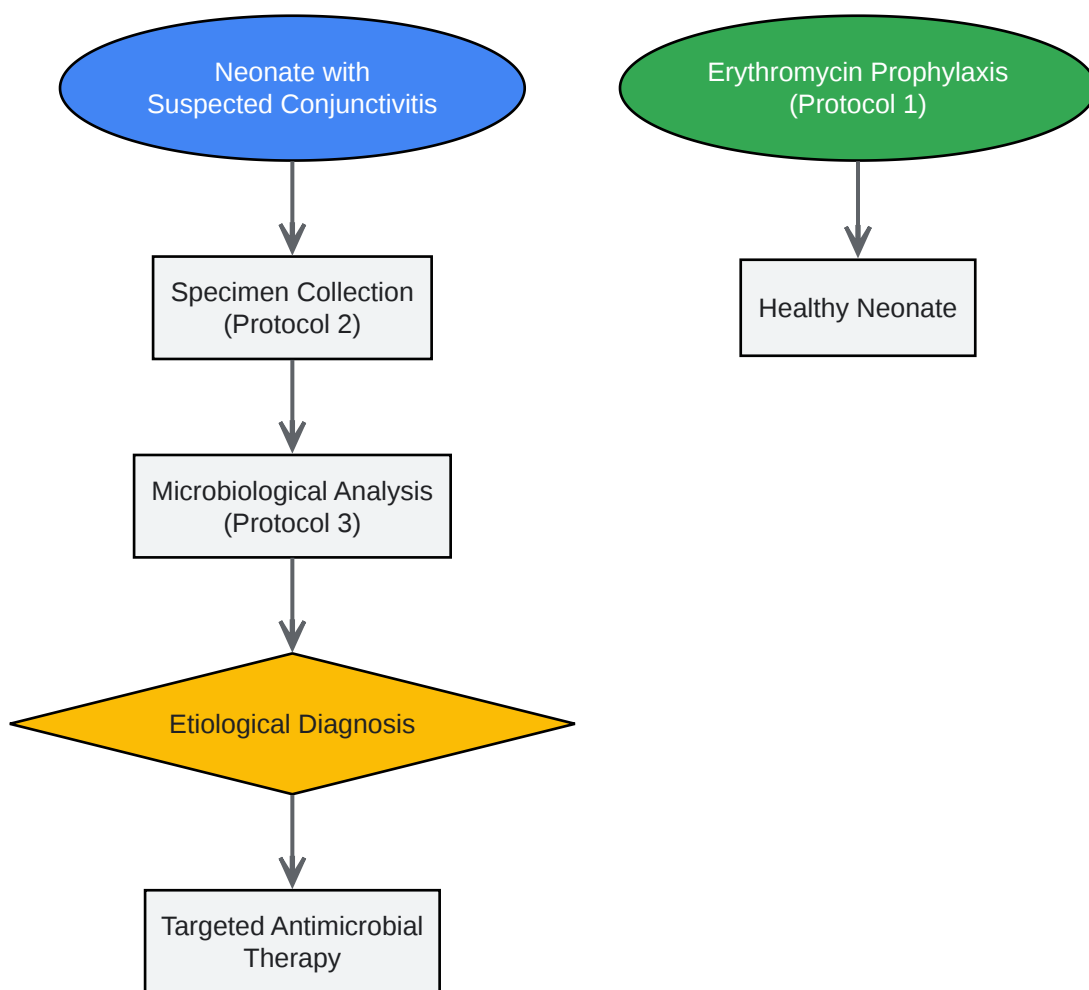 Neonate with
Suspected Conjunctivitis
Erythromycin Prophylaxis
(Protocol 1)
Specimen Collection
(Protocol 2)
Healthy Neonate
Microbiological Analysis
(Protocol 3)
Etiological Diagnosis
Targeted Antimicrobial
Therapy